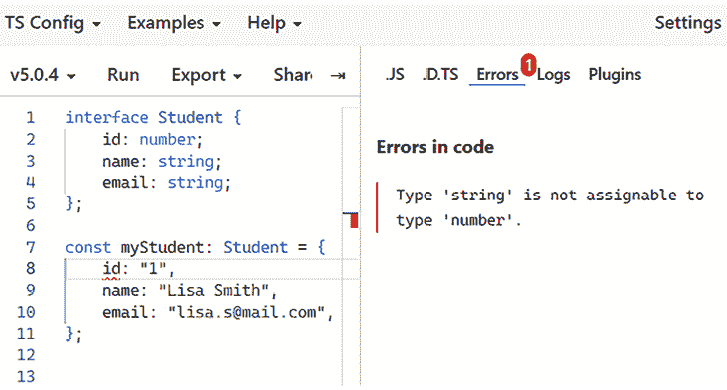 TS Config Examples Help Settings
v5.0.4 Run Export Shar
.JS .D.TS Errors 1 Logs Plugins
1 interface Student {
2 id: number;
3 name: string;
4 email: string;
5 };
6
7 const myStudent: Student = {
8 id: "1",
9 name: "Lisa Smith",
10 email: "lisa.s@mail.com",
11 };
12
13
Errors in code
Type 'string' is not assignable to
type 'number'.